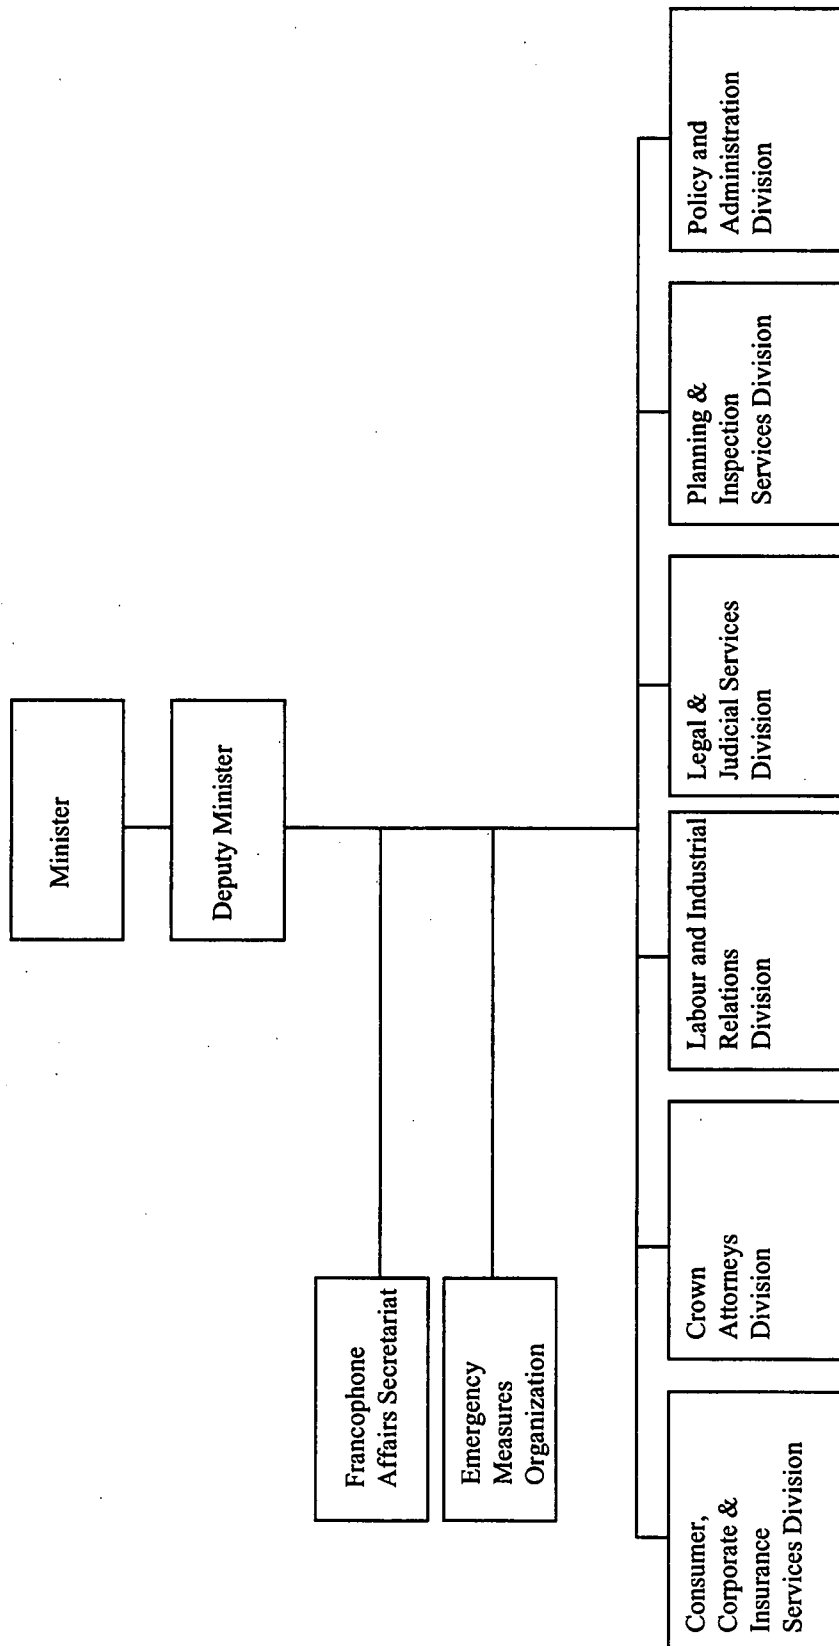 Minister
Deputy Minister
Francophone
Affairs Secretariat
Emergency
Measures
Organization
Consumer,
Corporate &
Insurance
Services Division
Crown
Attorneys
Division
Labour and Industrial
Relations
Division
Legal &
Judicial Services
Division
Planning &
Inspection
Services Division
Policy and
Administration
Division